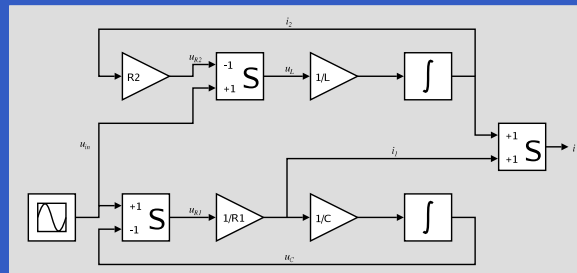 i2
R2
uR2
-1
+1
S
uL
1/L
∫
uin
+1
+1
S
i
i1
+1
-1
S
uR1
1/R1
1/C
∫
uC